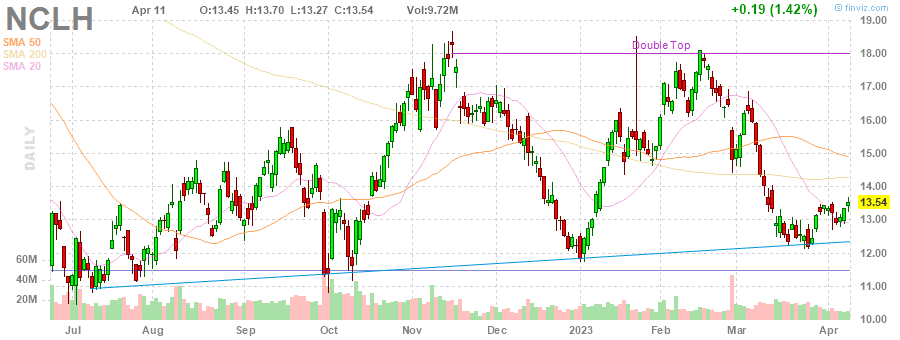 NCLH Apr 11 O:13.45 H:13.70 L:13.27 C:13.54 Vol:9.72M +0.19 (1.42%) @ finviz.com
SMA 50
SMA 200
SMA 20
DAILY
Double Top
19.00
18.00
17.00
16.00
15.00
14.00
13.54
13.00
12.00
11.00
10.00
60M
40M
20M
Jul Aug Sep Oct Nov Dec 2023 Feb Mar Apr